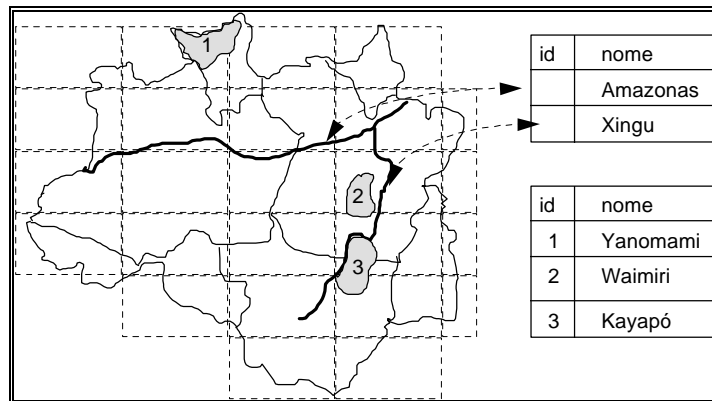 1
2
3
id nome
Amazonas
Xingu
id nome
1 Yanomami
2 Waimiri
3 Kayapó